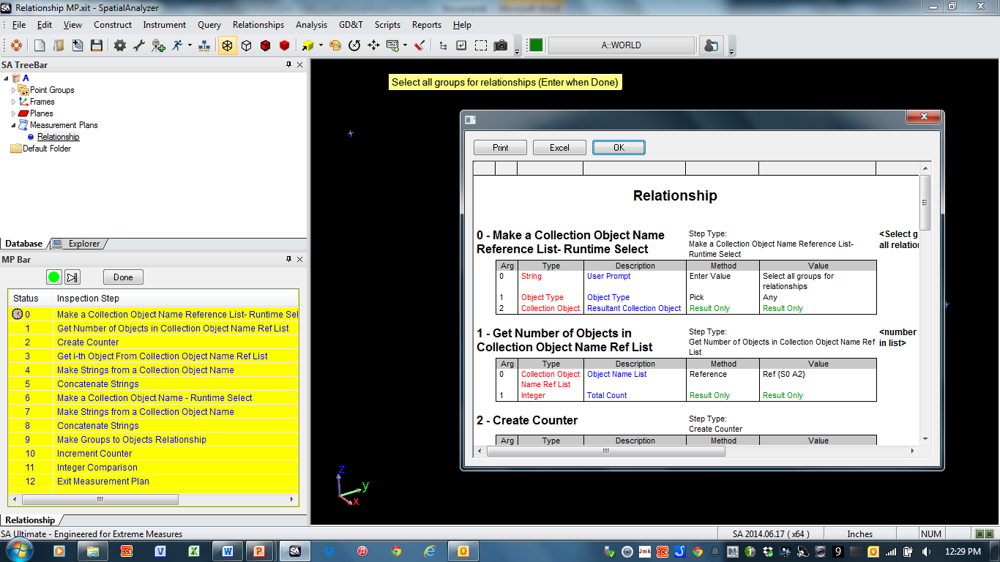 Relationship MP.xit - SpatialAnalyzer
File Edit View Construct Instrument Query Relationships Analysis GD&T Scripts Reports Help
A::WORLD
SA TreeBar
A
Point Groups
Frames
Planes
Measurement Plans
Relationship
Default Folder
Database Explorer
MP Bar
Done
Status Inspection Step
0 Make a Collection Object Name Reference List- Runtime Sel
1 Get Number of Objects in Collection Object Name Ref List
2 Create Counter
3 Get i-th Object From Collection Object Name Ref List
4 Make Strings from a Collection Object Name
5 Concatenate Strings
6 Make a Collection Object Name - Runtime Select
7 Make Strings from a Collection Object Name
8 Concatenate Strings
9 Make Groups to Objects Relationship
10 Increment Counter
11 Integer Comparison
12 Exit Measurement Plan
Relationship
Select all groups for relationships (Enter when Done)
Print Excel OK
Relationship
0 - Make a Collection Object Name
Reference List- Runtime Select
Step Type:
Make a Collection Object Name Reference List-
Runtime Select
<Select g
all relation
Arg Type Description Method Value
0 String User Prompt Enter Value Select all groups for
relationships
1 Object Type Object Type Pick Any
2 Collection Object Resultant Collection Object Result Only Result Only
1 - Get Number of Objects in
Collection Object Name Ref List
Step Type:
Get Number of Objects in Collection Object Name Ref
List
<number
in list>
Arg Type Description Method Value
0 Collection Object Object Name List Reference Ref {S0 A2}
Name Ref List
1 Integer Total Count Result Only Result Only
2 - Create Counter
Step Type:
Create Counter
Arg Type Description Method Value
z
y
x
SA Ultimate - Engineered for Extreme Measures
SA 2014.06.17 ( x64 ) Inches NUM
12:29 PM